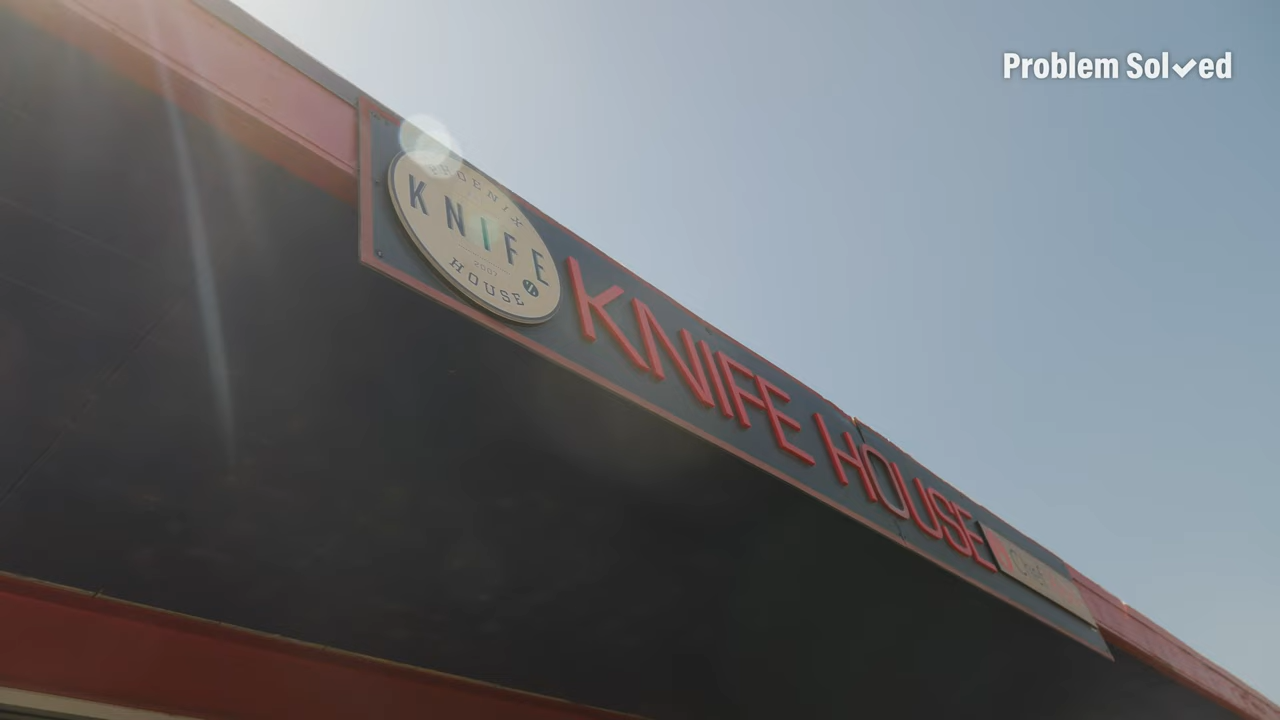 Problem Solved
PHOENIX
KNIFE
2007
HOUSE
KNIFE HOUSE